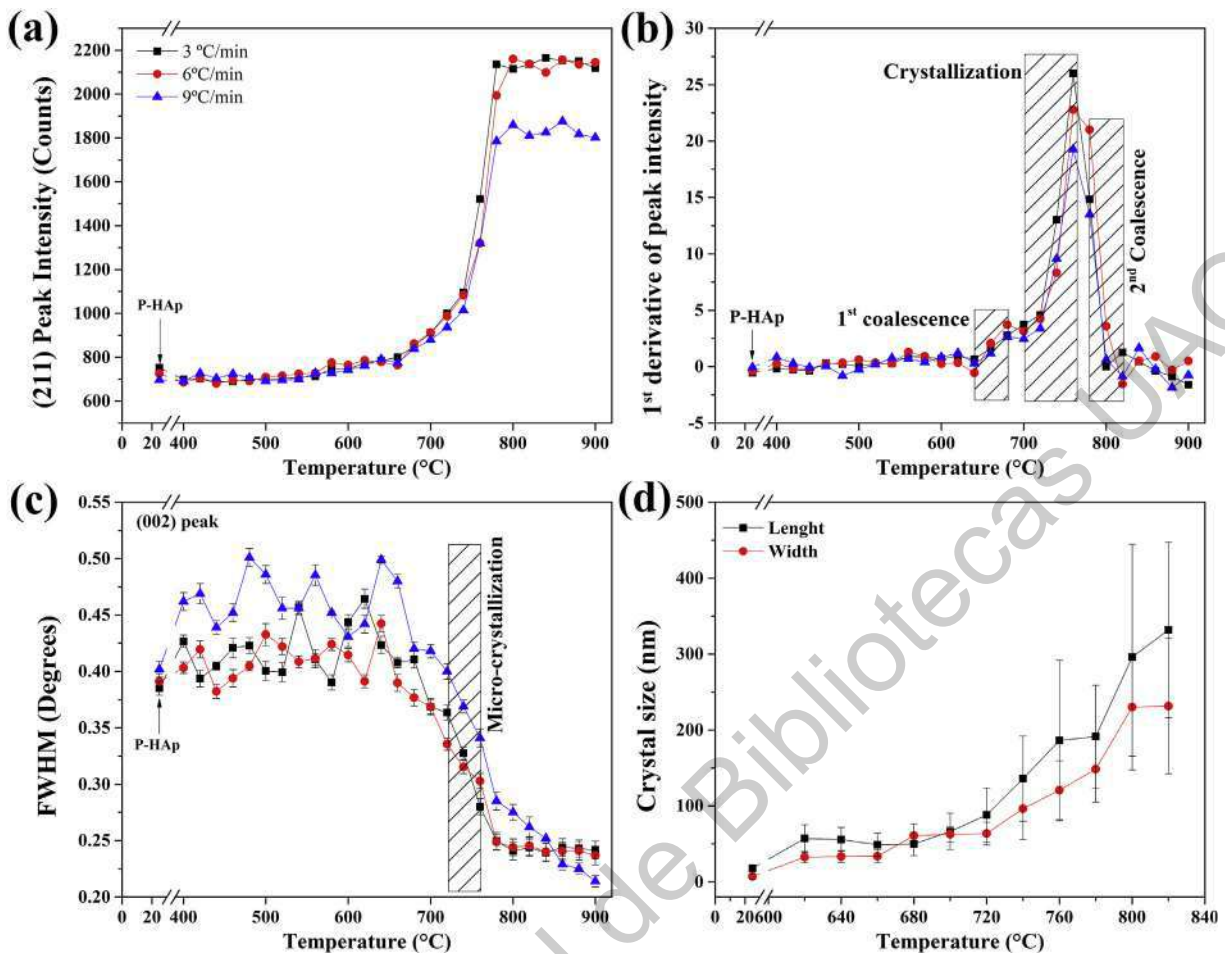 (a)
3 ºC/min
6ºC/min
9ºC/min
P-HAp
(211) Peak Intensity (Counts)
2200
2000
1800
1600
1400
1200
1000
800
600
0 20 400 500 600 700 800 900
Temperature (°C)
(b)
Crystallization
1st coalescence
2nd Coalescence
P-HAp
1st derivative of peak intensity
30
25
20
15
10
5
0
-5
0 20 400 500 600 700 800 900
Temperature (°C)
(c)
(002) peak
Micro-crystallization
P-HAp
FWHM (Degrees)
0.55
0.50
0.45
0.40
0.35
0.30
0.25
0.20
0 20 400 500 600 700 800 900
Temperature (°C)
(d)
Lenght
Width
Crystal size (nm)
500
400
300
200
100
0
0 20 600 640 680 720 760 800 840
Temperature (°C)
de Bibliotecas UAC